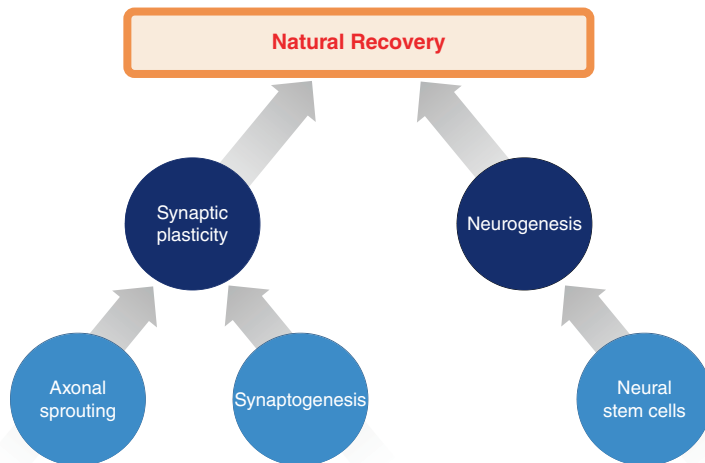 Natural Recovery
Synaptic
plasticity
Neurogenesis
Axonal
sprouting
Synaptogenesis
Neural
stem cells